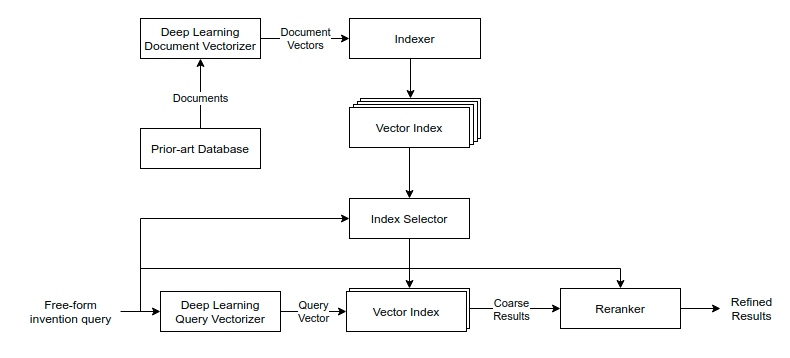 Deep Learning
Document Vectorizer
Document
Vectors
Indexer
Documents
Vector Index
Prior-art Database
Index Selector
Free-form
invention query
Deep Learning
Query Vectorizer
Query
Vector
Vector Index
Coarse
Results
Reranker
Refined
Results